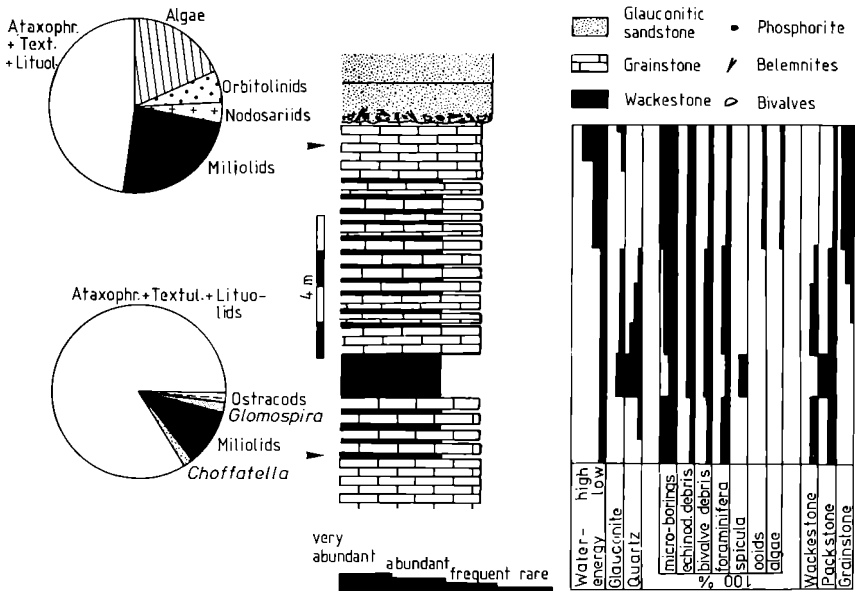 Ataxophr.
+ Text.
+ Lituol.
Algae
Orbitolinids
Nodosariids
Miliolids
Ataxophr.+Textul.+Lituo-
lids
Ostracods
Glomospira
Miliolids
Choffatella
4 m
very
abundant
abundant
frequent
rare
Glauconitic
sandstone
Grainstone
Wackestone
Phosphorite
Belemnites
Bivalves
Water-
energy
high
low
Glauconite
Quartz
micro-borings
echinod. debris
bivalve debris
foraminifera
spicula
ooids
algae
100 %
Wackestone
Packstone
Grainstone